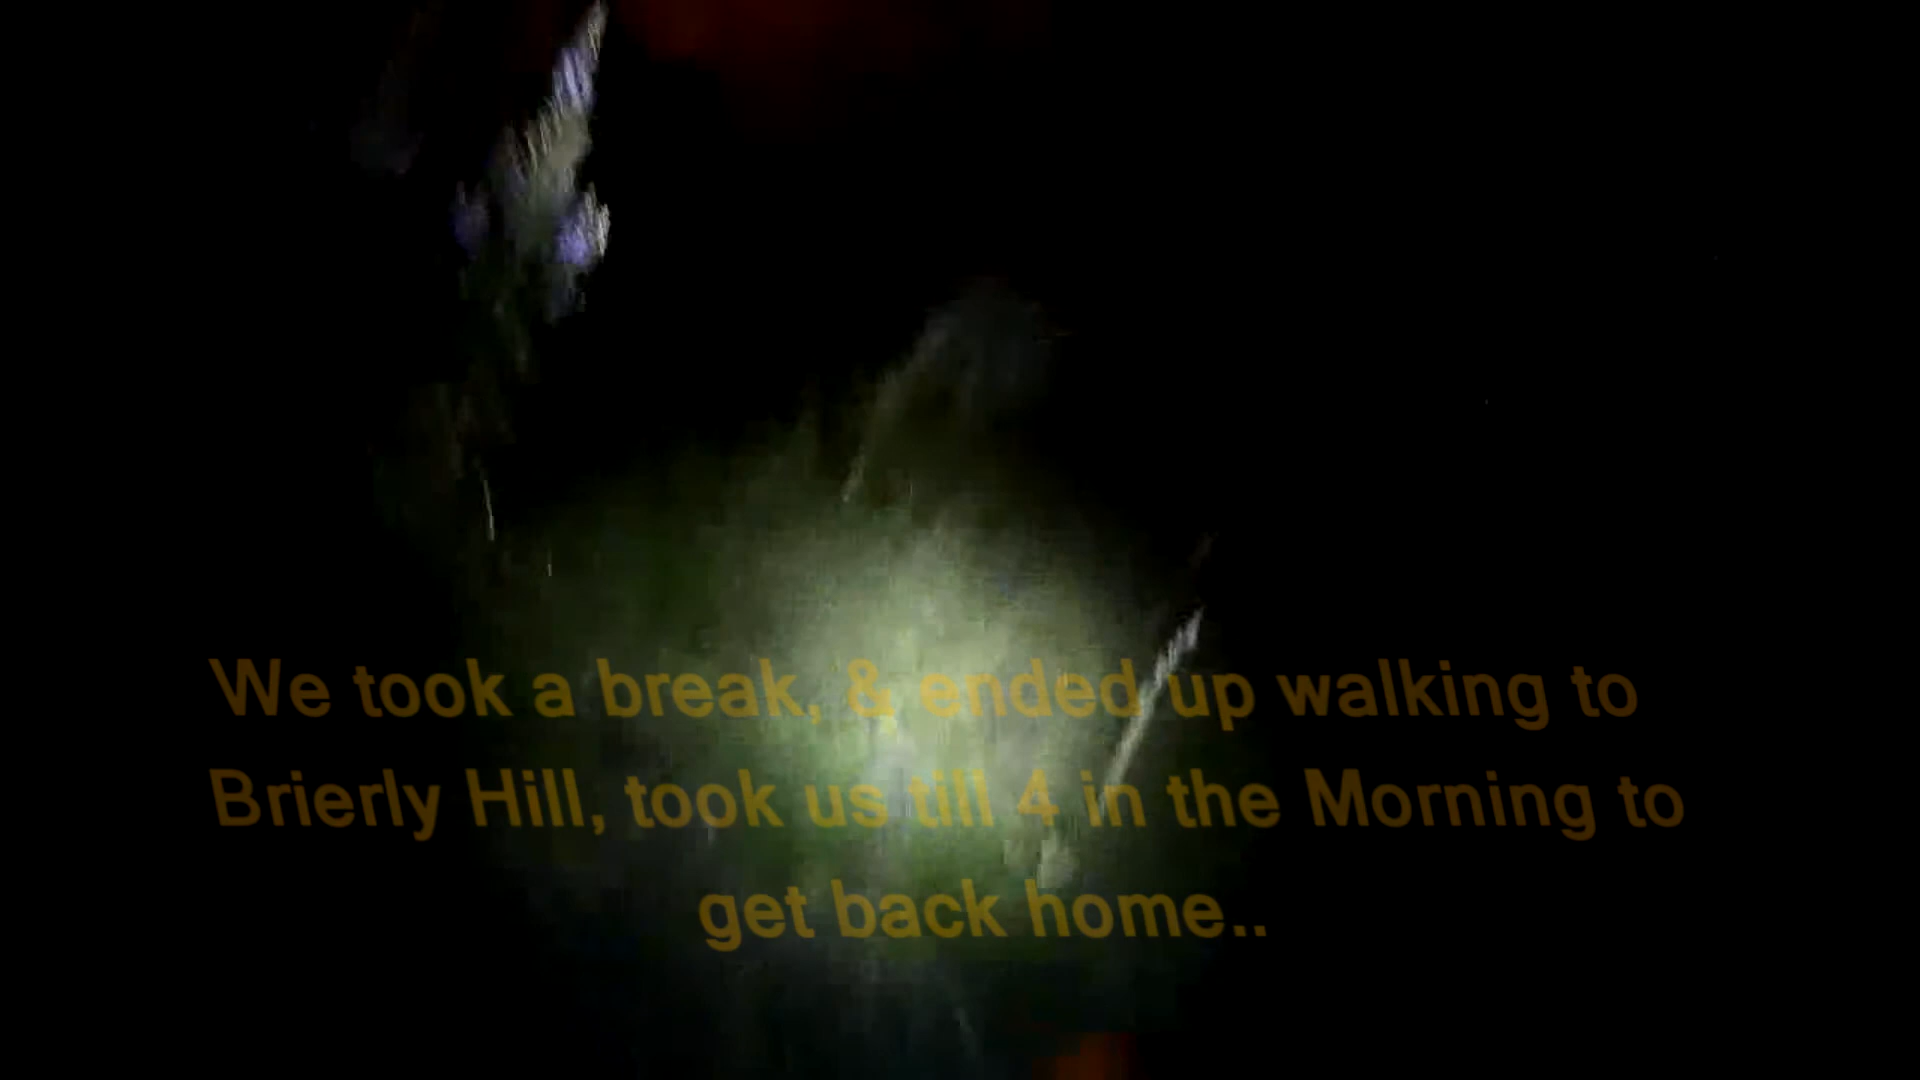 We took a break, & ended up walking to
Brierly Hill, took us till 4 in the Morning to
get back home..